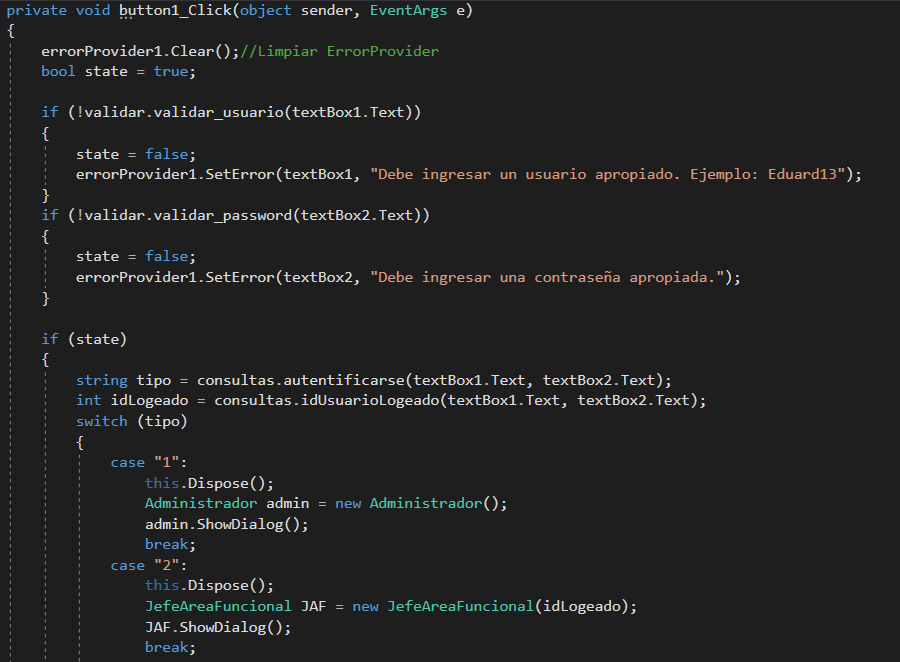 private void button1_Click(object sender, EventArgs e)
{
    errorProvider1.Clear();//Limpiar ErrorProvider
    bool state = true;

    if (!validar.validar_usuario(textBox1.Text))
    {
        state = false;
        errorProvider1.SetError(textBox1, "Debe ingresar un usuario apropiado. Ejemplo: Eduard13");
    }
    if (!validar.validar_password(textBox2.Text))
    {
        state = false;
        errorProvider1.SetError(textBox2, "Debe ingresar una contraseña apropiada.");
    }

    if (state)
    {
        string tipo = consultas.autentificarse(textBox1.Text, textBox2.Text);
        int idLogeado = consultas.idUsuarioLogeado(textBox1.Text, textBox2.Text);
        switch (tipo)
        {
            case "1":
                this.Dispose();
                Administrador admin = new Administrador();
                admin.ShowDialog();
                break;
            case "2":
                this.Dispose();
                JefeAreaFuncional JAF = new JefeAreaFuncional(idLogeado);
                JAF.ShowDialog();
                break;